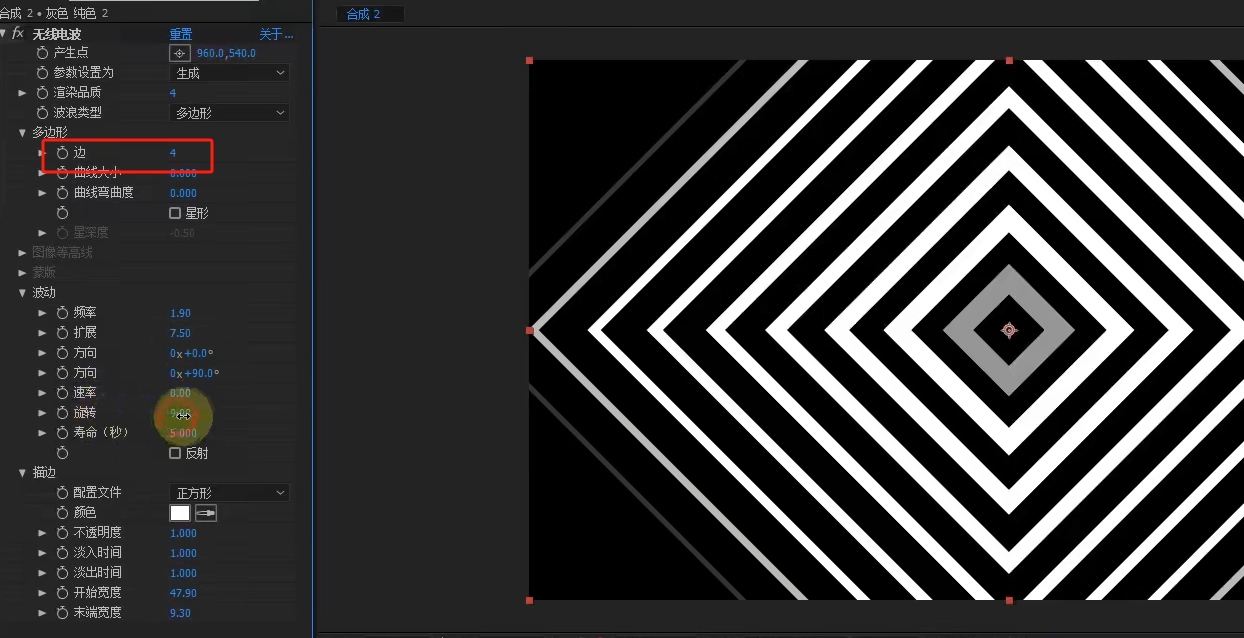 合成 2 • 灰色 纯色 2
合成 2
fx 无线电波 重置 关于...
产生点 960.0,540.0
参数设置为 生成
渲染品质 4
波浪类型 多边形
多边形
边 4
曲线大小 0.000
曲线弯曲度 0.000
星形
星深度 -0.50
图像等高线
蒙版
波动
频率 1.90
扩展 7.50
方向 0x+0.0°
方向 0x+90.0°
速率 0.00
旋转
寿命（秒） 5.000
反射
描边
配置文件 正方形
颜色
不透明度 1.000
淡入时间 1.000
淡出时间 1.000
开始宽度 47.90
末端宽度 9.30